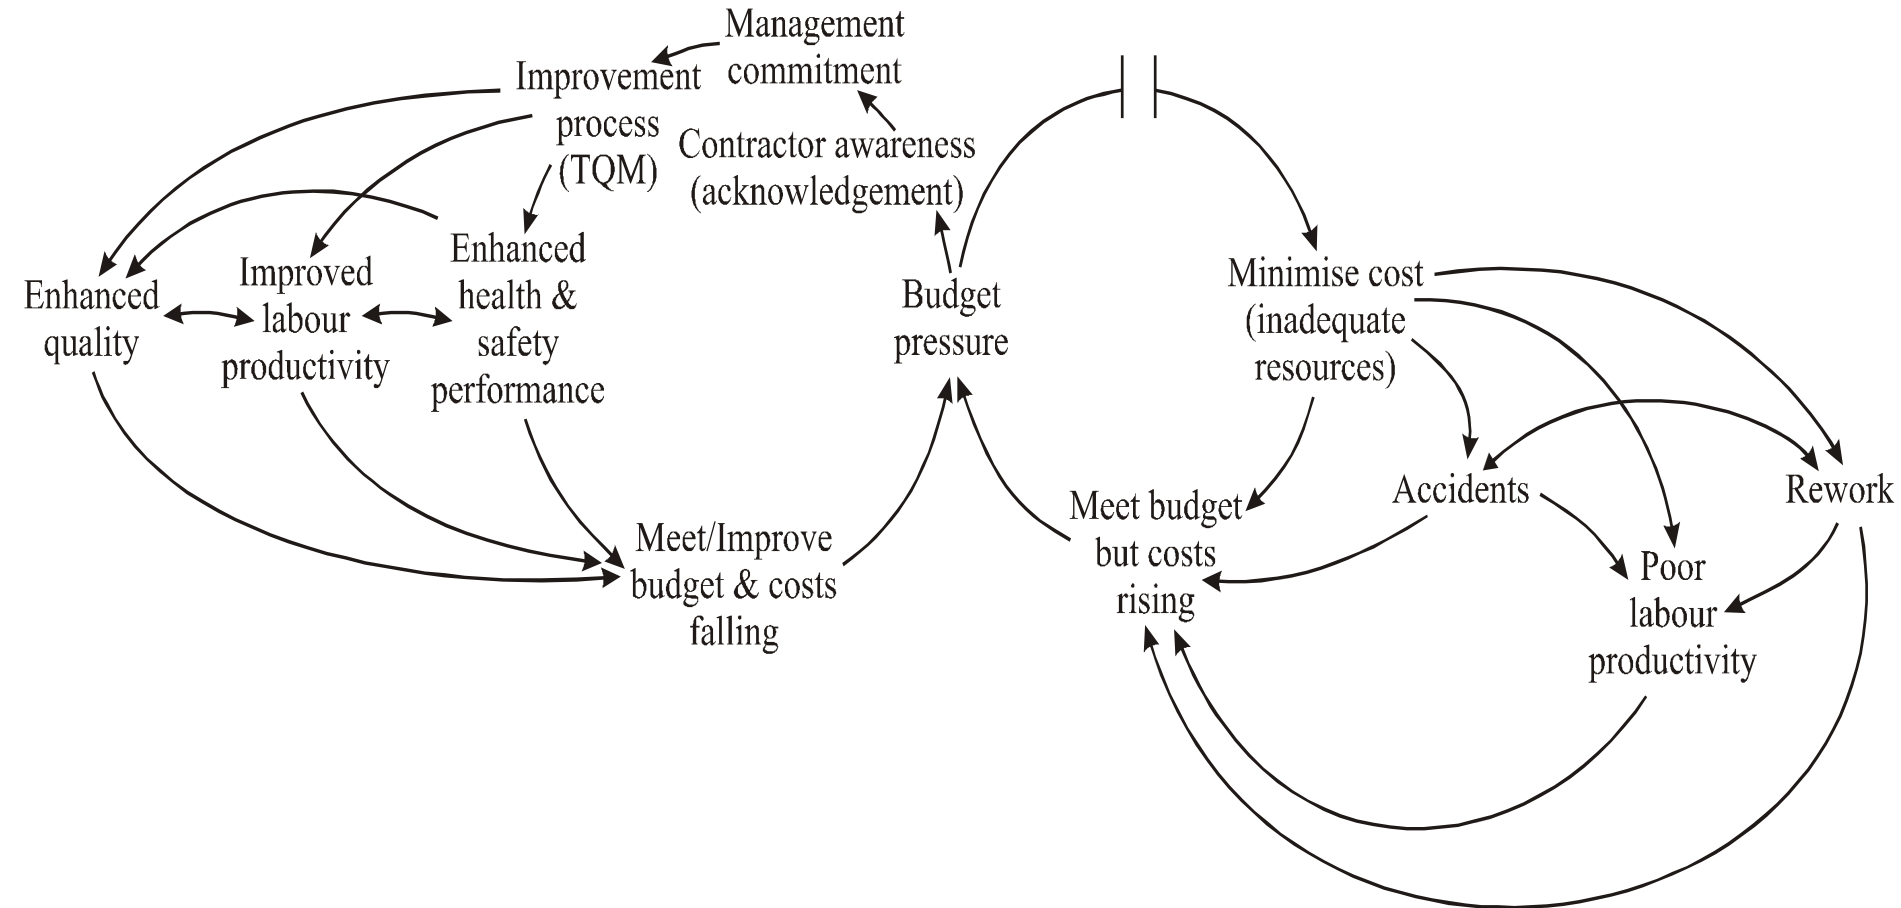 Management
commitment
Improvement
process
(TQM)
Contractor awareness
(acknowledgement)
Enhanced
quality
Improved
labour
productivity
Enhanced
health &
safety
performance
Budget
pressure
Meet/Improve
budget & costs
falling
Minimise cost
(inadequate
resources)
Meet budget
but costs
rising
Accidents
Rework
Poor
labour
productivity